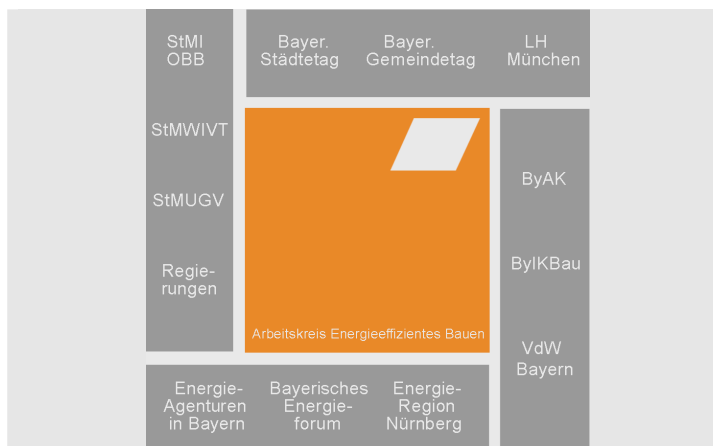 StMI
OBB
StMWIVT
StMUGV
Regie-
rungen
Bayer.
Städtetag
Bayer.
Gemeindetag
LH
München
ByAK
ByIKBau
VdW
Bayern
Arbeitskreis Energieeffizientes Bauen
Energie-
Agenturen
in Bayern
Bayerisches
Energie-
forum
Energie-
Region
Nürnberg